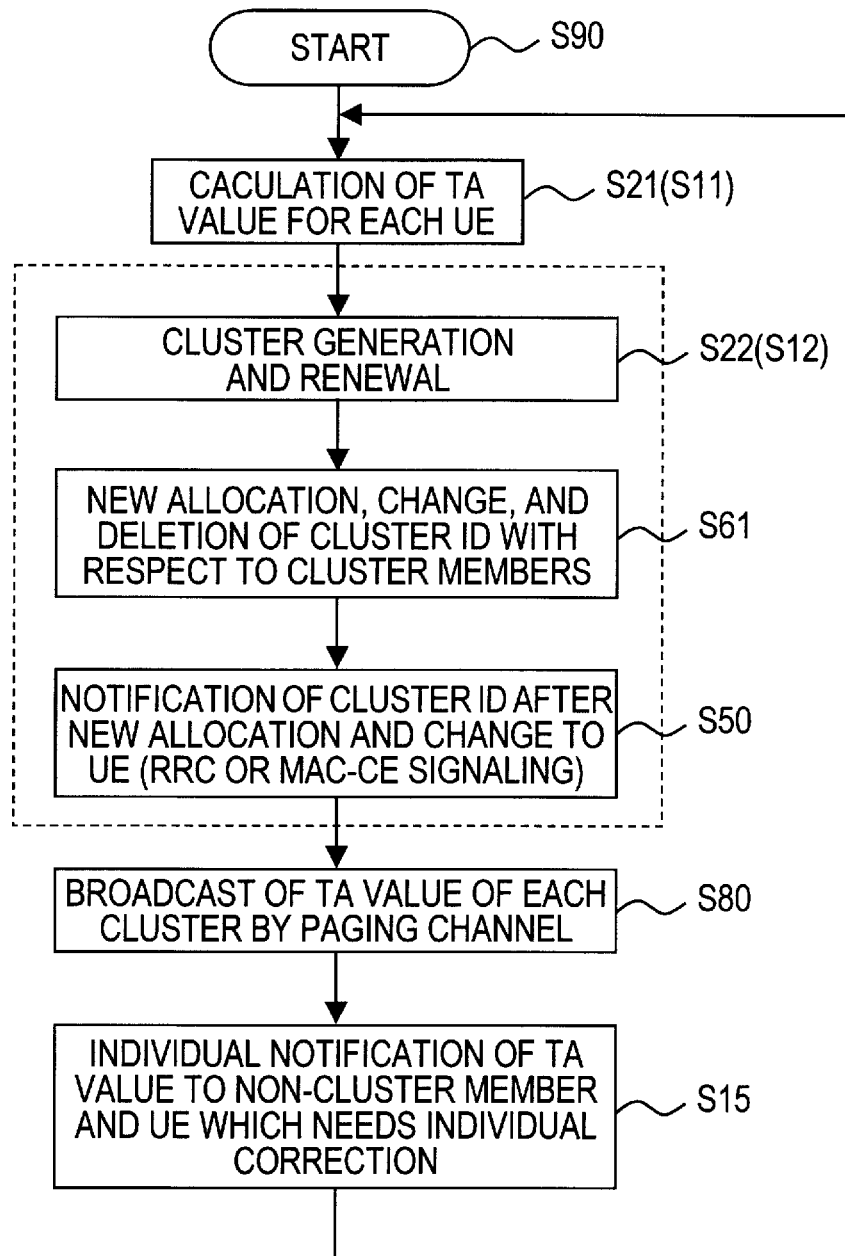 START
S90
CACULATION OF TA
VALUE FOR EACH UE
S21(S11)
CLUSTER GENERATION
AND RENEWAL
S22(S12)
NEW ALLOCATION, CHANGE, AND
DELETION OF CLUSTER ID WITH
RESPECT TO CLUSTER MEMBERS
S61
NOTIFICATION OF CLUSTER ID AFTER
NEW ALLOCATION AND CHANGE TO
UE (RRC OR MAC-CE SIGNALING)
S50
BROADCAST OF TA VALUE OF EACH
CLUSTER BY PAGING CHANNEL
S80
INDIVIDUAL NOTIFICATION OF TA
VALUE TO NON-CLUSTER MEMBER
AND UE WHICH NEEDS INDIVIDUAL
CORRECTION
S15